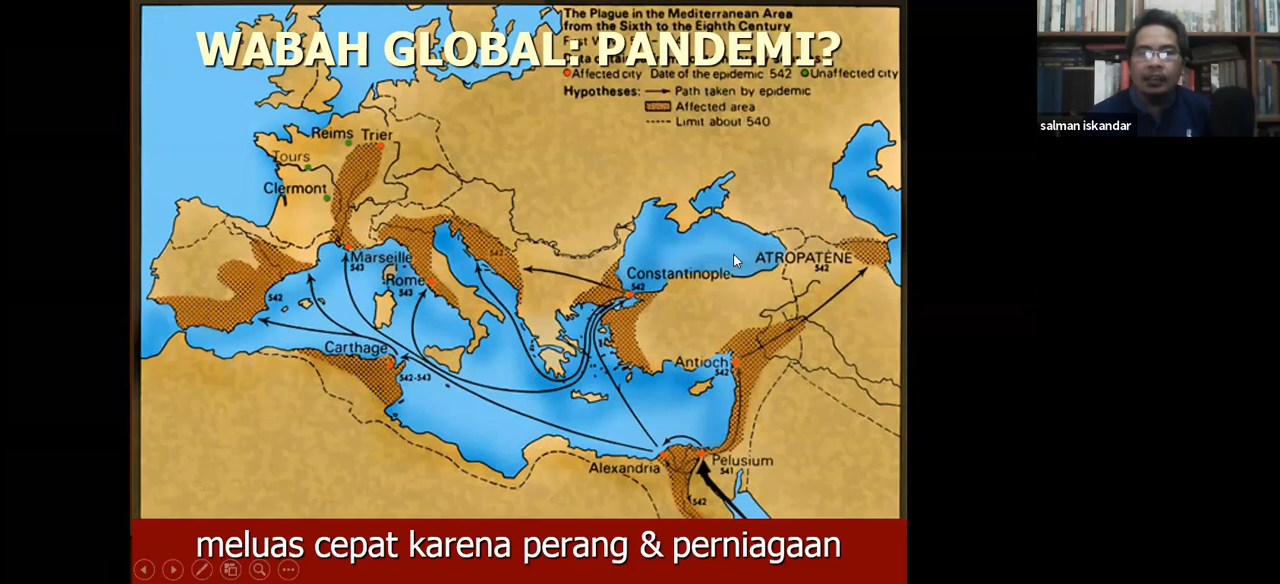 The Plague in the Mediterranean Area
from the Sixth to the Eighth Century
WABAH GLOBAL: PANDEMI?
Affected city Date of the epidemic 542 Unaffected city
Hypotheses: Path taken by epidemic
Affected area
Limit about 540
salman iskandar
Reims Trier
Tours
Clermont
Marseille
543
Rome
543
542
542
Constantinople
542
ATROPATENE
542
Carthage
542-543
Antioch
542
Alexandria
Pelusium
541
542
meluas cepat karena perang & perniagaan